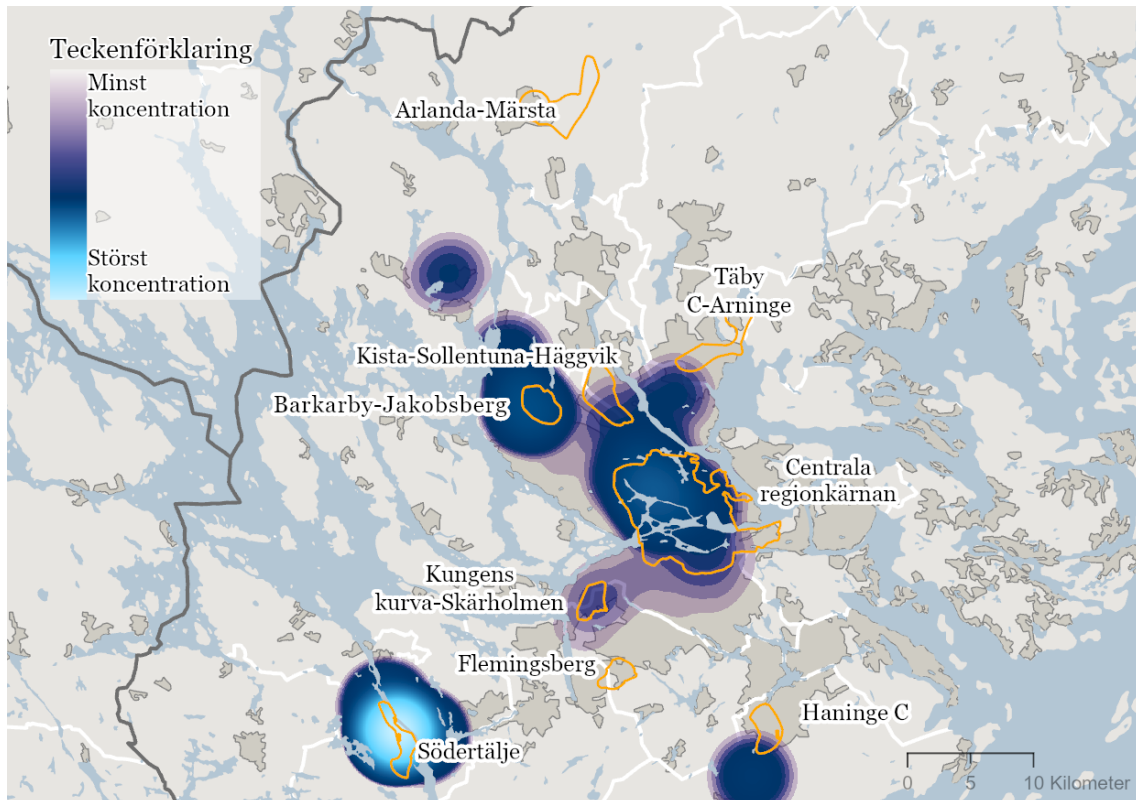 Teckenförklaring
Minst
koncentration
Störst
koncentration
Arlanda-Märsta
Täby
C-Arninge
Kista-Sollentuna-Häggvik
Barkarby-Jakobsberg
Centrala
regionkärnan
Kungens
kurva-Skärholmen
Flemingsberg
Haninge C
Södertälje
0 5 10 Kilometer